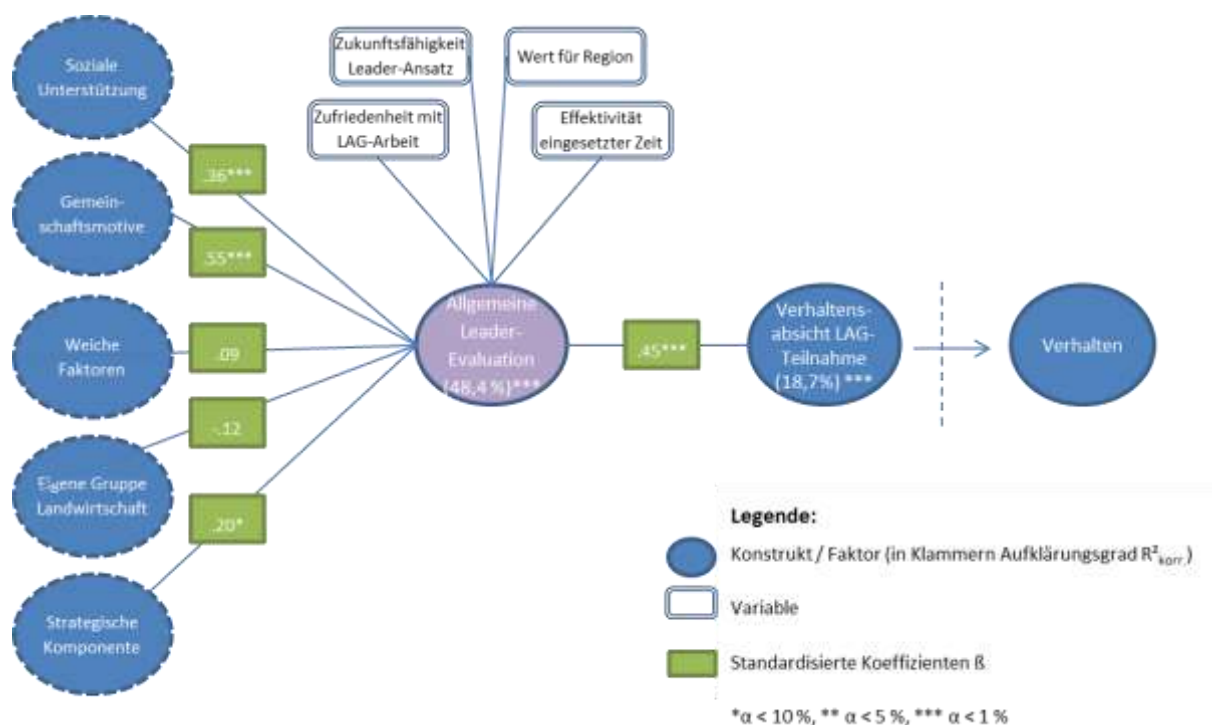 Soziale
Unterstützung
Gemein-
schaftsmotive
Weiche
Faktoren
Eigene Gruppe
Landwirtschaft
Strategische
Komponente
.36***
.55***
.09
-.12
.20*
Zukunftsfähigkeit
Leader-Ansatz
Wert für Region
Zufriedenheit mit
LAG-Arbeit
Effektivität
eingesetzter Zeit
Allgemeine
Leader-
Evaluation
(48,4 %)***
.45***
Verhaltens-
absicht LAG-
Teilnahme
(18,7%) ***
Verhalten
Legende:
Konstrukt / Faktor (in Klammern Aufklärungsgrad R²korr.)
Variable
Standardisierte Koeffizienten ß
*α < 10 %, ** α < 5 %, *** α < 1 %